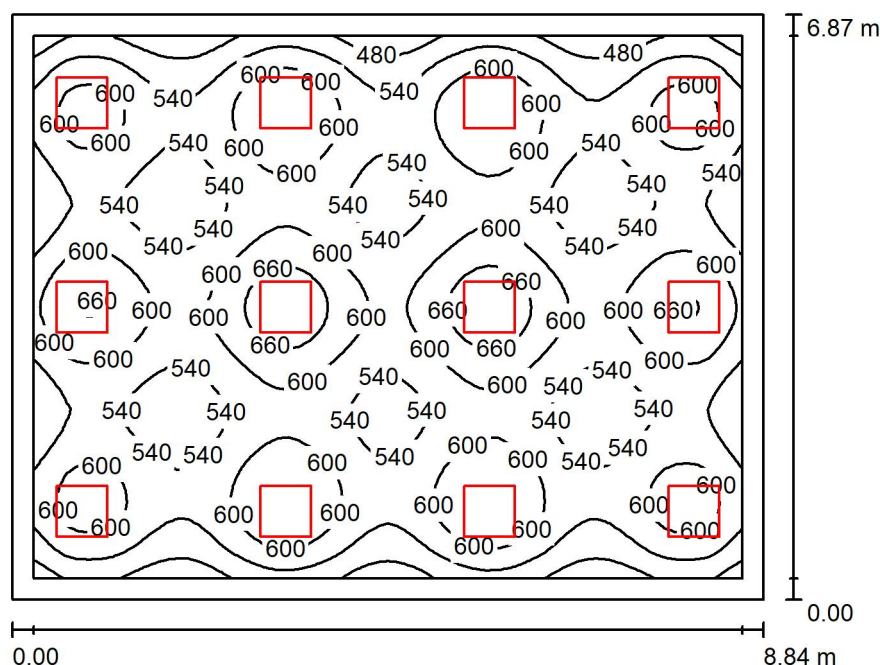 6.87 m
480 480
600 600 600 600
600 540 540 600 600
600 600 600 600 600
600 540 600 540
600 540 540
540 540 540 540 540
540 540 540 540
540 540 540
600 600 600 600
600 660 660
660 600 600 660 600 660 600
600 660 660 600
600 600 600 600
540 600 600 540
540 540
540 540 540 540 540 540
540 540 540 540 540
600 600 600 600 600
600 600 600 600 600
600 600 600 600
600 600
0.00
0.00 8.84 m